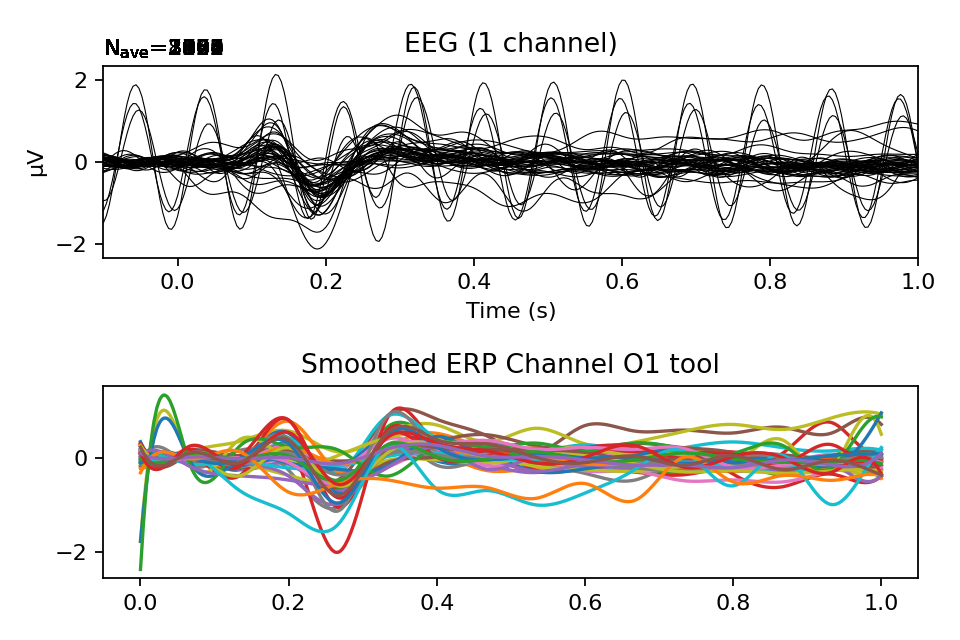 N_ave=
EEG (1 channel)
2
0
−2
µV
0.0 0.2 0.4 0.6 0.8 1.0
Time (s)
Smoothed ERP Channel O1 tool
0
−2
0.0 0.2 0.4 0.6 0.8 1.0